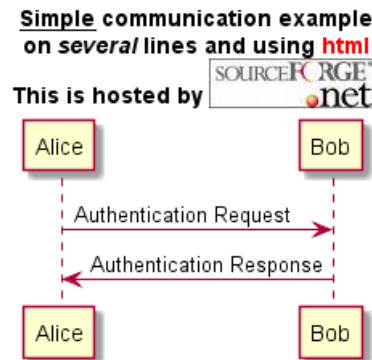 Simple communication example
on several lines and using html
This is hosted by SOURCEFORGE
.net
Alice Bob
Authentication Request
Authentication Response
Alice Bob